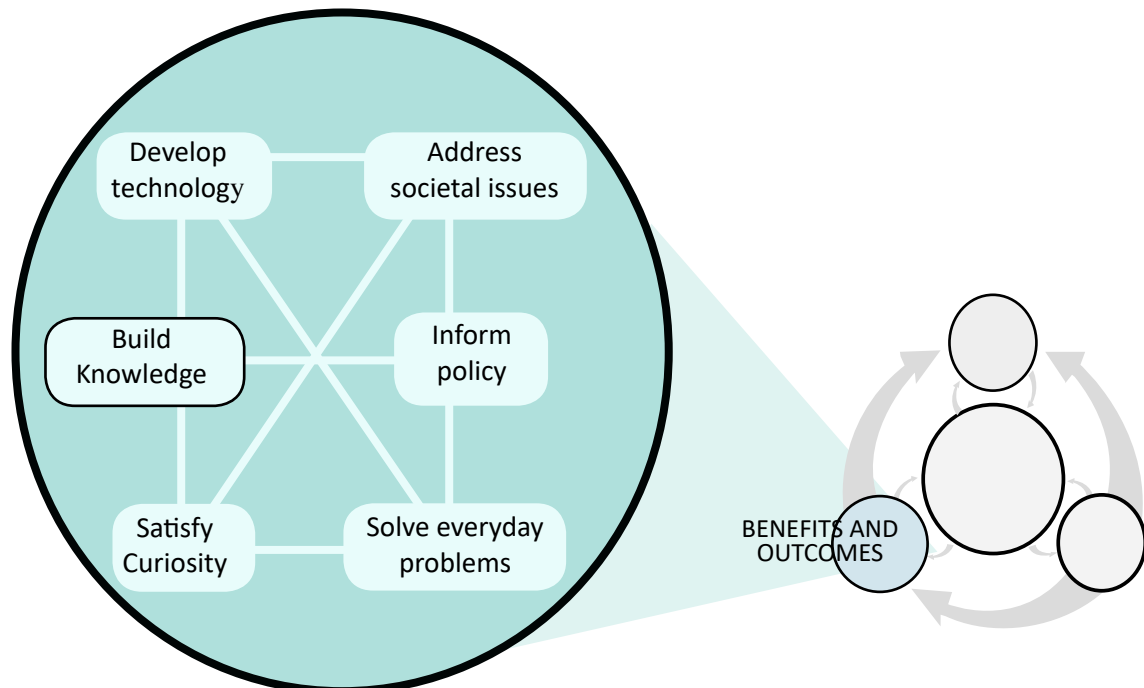 Develop
technology
Address
societal issues
Build
Knowledge
Inform
policy
Satisfy
Curiosity
Solve everyday
problems
BENEFITS AND
OUTCOMES